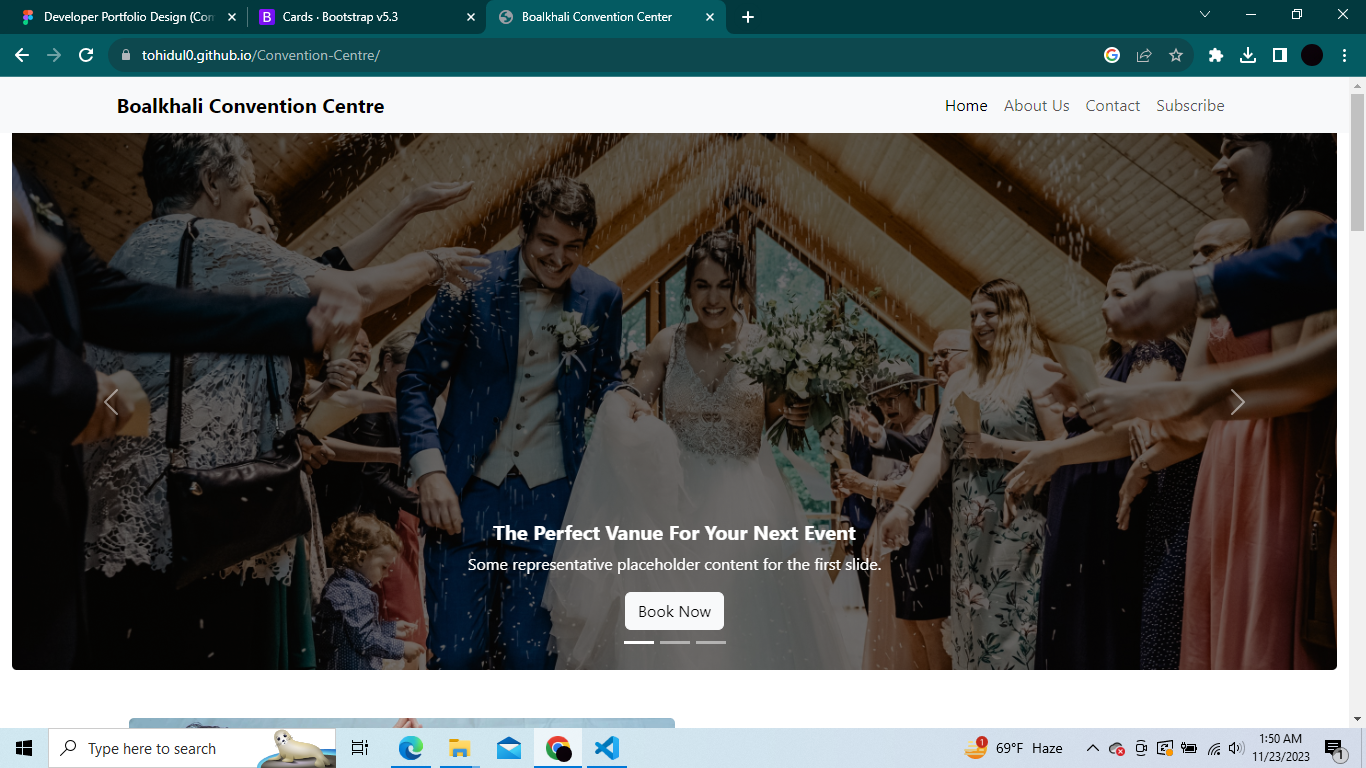 Developer Portfolio Design (Con
Cards · Bootstrap v5.3
Boalkhali Convention Center
tohidul0.github.io/Convention-Centre/
Boalkhali Convention Centre
Home About Us Contact Subscribe
The Perfect Vanue For Your Next Event
Some representative placeholder content for the first slide.
Book Now
Type here to search
1
69°F Haze
1:50 AM
11/23/2023
1